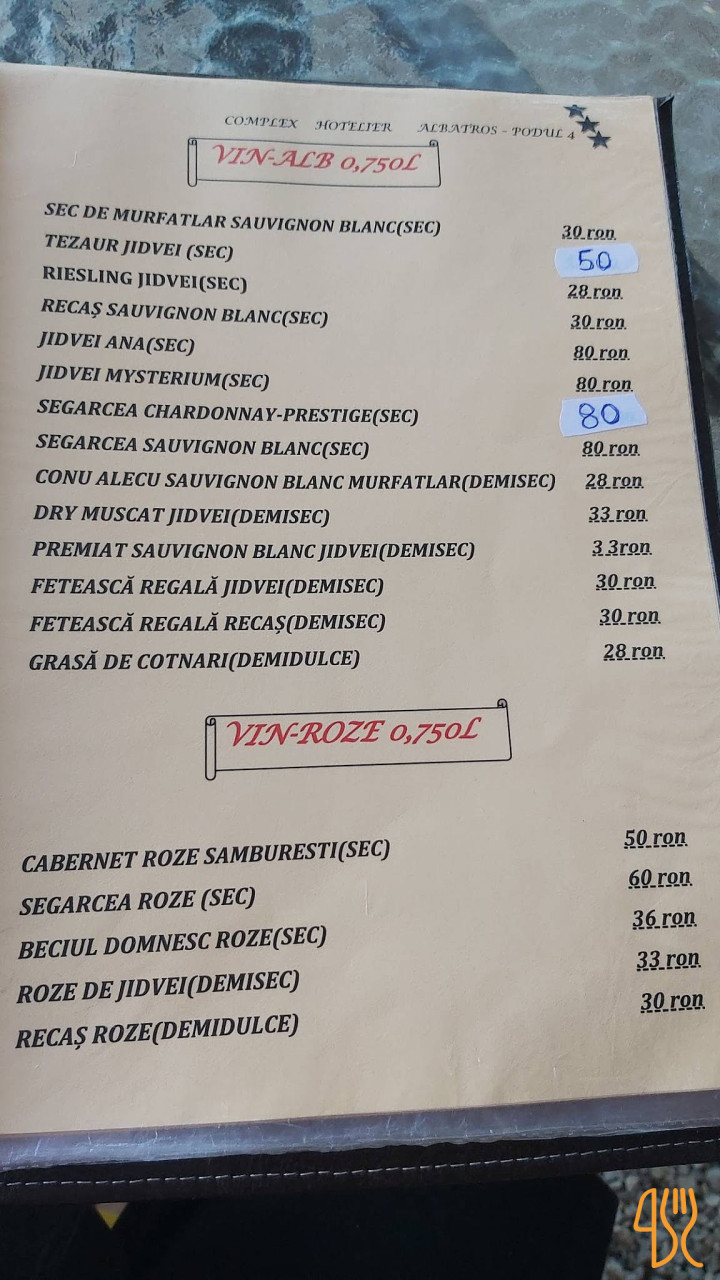 COMPLEX HOTELIER ALBATROS - PODUL 4
VIN-ALB 0,750L
SEC DE MURFATLAR SAUVIGNON BLANC(SEC) 30 ron
TEZAUR JIDVEI (SEC) 50
RIESLING JIDVEI(SEC) 28 ron
RECAȘ SAUVIGNON BLANC(SEC) 30 ron
JIDVEI ANA(SEC) 80 ron
JIDVEI MYSTERIUM(SEC) 80 ron
SEGARCEA CHARDONNAY-PRESTIGE(SEC) 80
SEGARCEA SAUVIGNON BLANC(SEC) 80 ron
CONU ALECU SAUVIGNON BLANC MURFATLAR(DEMISEC) 28 ron
DRY MUSCAT JIDVEI(DEMISEC) 33 ron
PREMIAT SAUVIGNON BLANC JIDVEI(DEMISEC) 3 3ron
FETEASCĂ REGALĂ JIDVEI(DEMISEC) 30 ron
FETEASCĂ REGALĂ RECAȘ(DEMISEC) 30 ron
GRASĂ DE COTNARI(DEMIDULCE) 28 ron
VIN-ROZE 0,750L
CABERNET ROZE SAMBURESTI(SEC) 50 ron
SEGARCEA ROZE (SEC) 60 ron
BECIUL DOMNESC ROZE(SEC) 36 ron
ROZE DE JIDVEI(DEMISEC) 33 ron
RECAȘ ROZE(DEMIDULCE) 30 ron